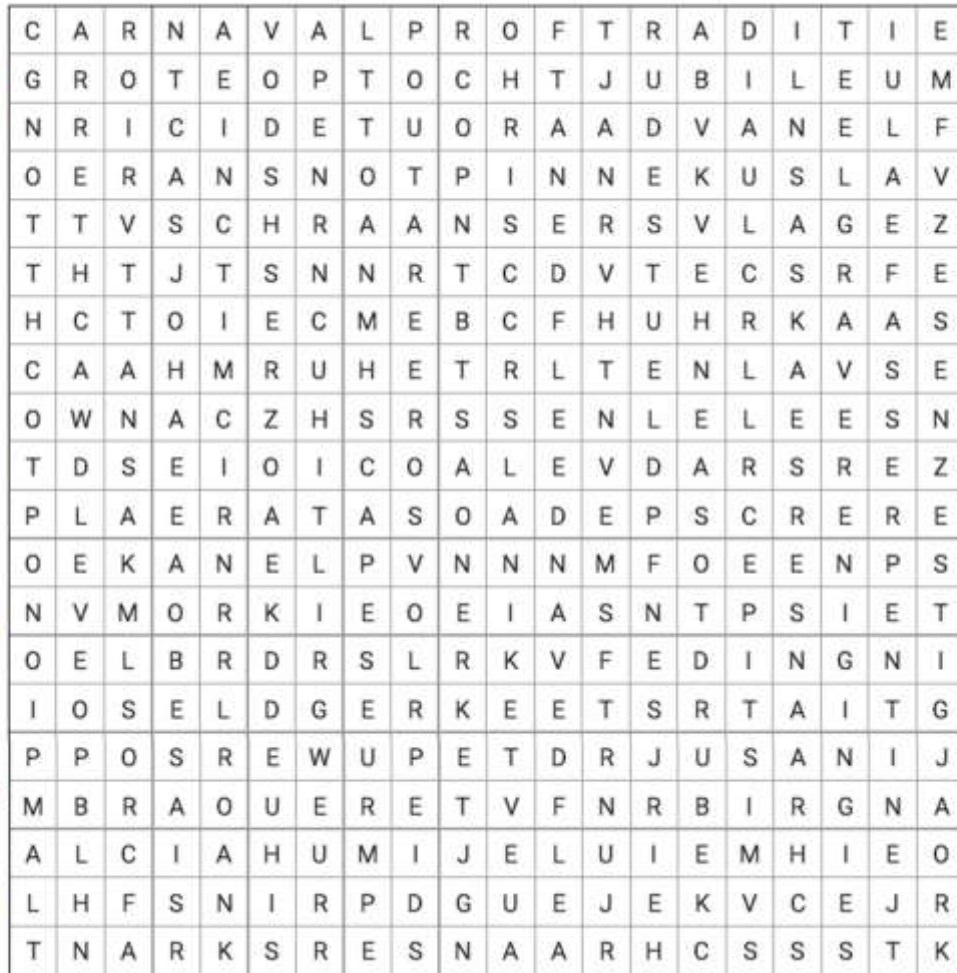 C A R N A V A L P R O F T R A D I T I E
G R O T E O P T O C H T J U B I L E U M
N R I C I D E T U O R A A D V A N E L F
O E R A N S N O T P I N N E K U S L A V
T T V S C H R A A N S E R S V L A G E Z
T H T J T S N N R T C D V T E C S R F E
H C T O I E C M E B C F H U H R K A A S
C A A H M R U H E T R L T E N L A V S E
O W N A C Z H S R S S E N L E L E E S N
T D S E I O I C O A L E V D A R S R E Z
P L A E R A T A S O A D E P S C R E R E
O E K A N E L P V N N N M F O E E N P S
N V M O R K I E O E I A S N T P S I E T
O E L B R D R S L R K V F E D I N G N I
I O S E L D G E R K E E T S R T A I T G
P P O S R E W U P E T D R J U S A N I J
M B R A O U E R E T V F N R B I R G N A
A L C I A H U M I J E L U I E M H I E O
L H F S N I R P D G U E J E K V C E J R
T N A R K S R E S N A A R H C S S S T K